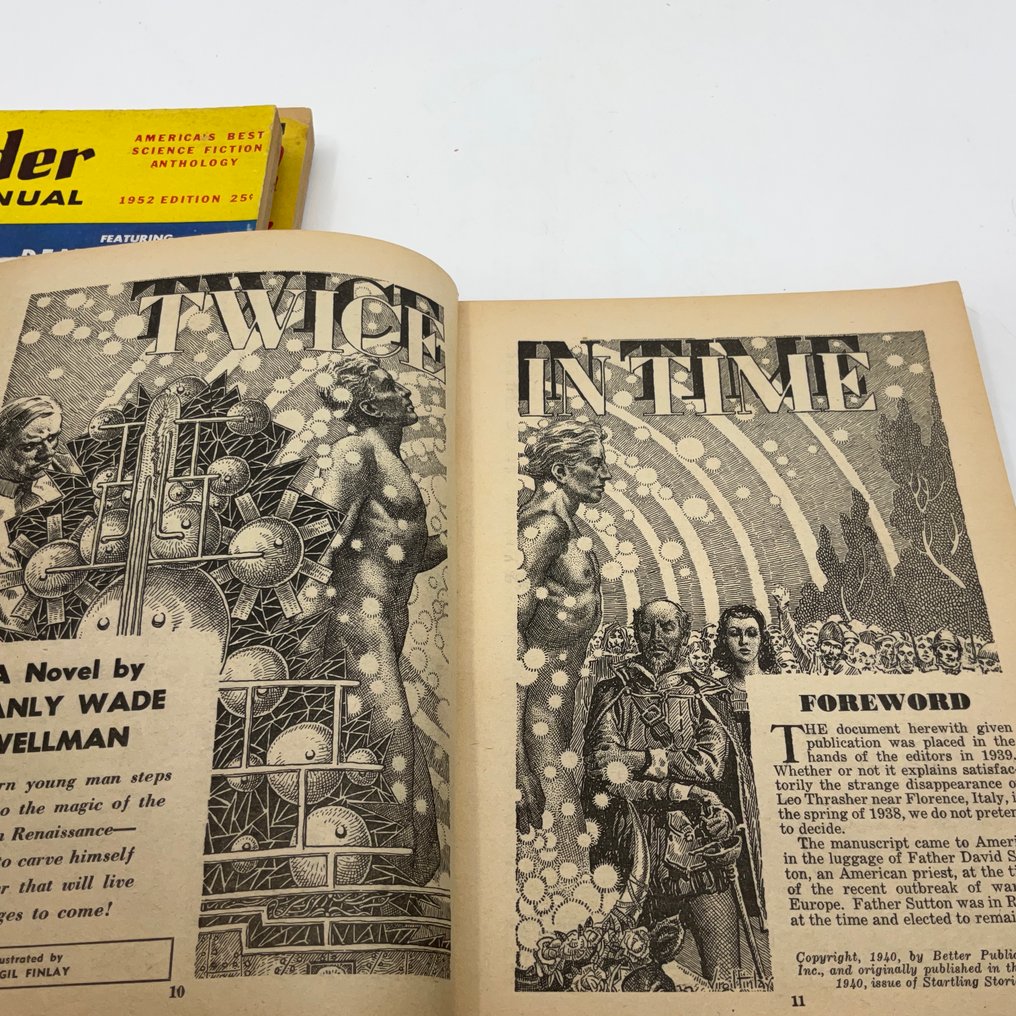 der
NUAL
AMERICA'S BEST
SCIENCE FICTION
ANTHOLOGY
1952 EDITION 25¢
FEATURING
TWICE
A Novel by
ANLY WADE
WELLMAN
rn young man steps
o the magic of the
n Renaissance—
to carve himself
r that will live
ges to come!
ustrated by
GIL FINLAY
10
IN TIME
FOREWORD
THE document herewith given
publication was placed in the
hands of the editors in 1939.
Whether or not it explains satisfac-
torily the strange disappearance o
Leo Thrasher near Florence, Italy, i
the spring of 1938, we do not preten
to decide.
The manuscript came to Ameri
in the luggage of Father David S
ton, an American priest, at the ti
of the recent outbreak of war
Europe. Father Sutton was in R
at the time and elected to remai
Copyright, 1940, by Better Public
Inc., and originally published in th
1940, issue of Startling Stori
Virgil Finlay
11